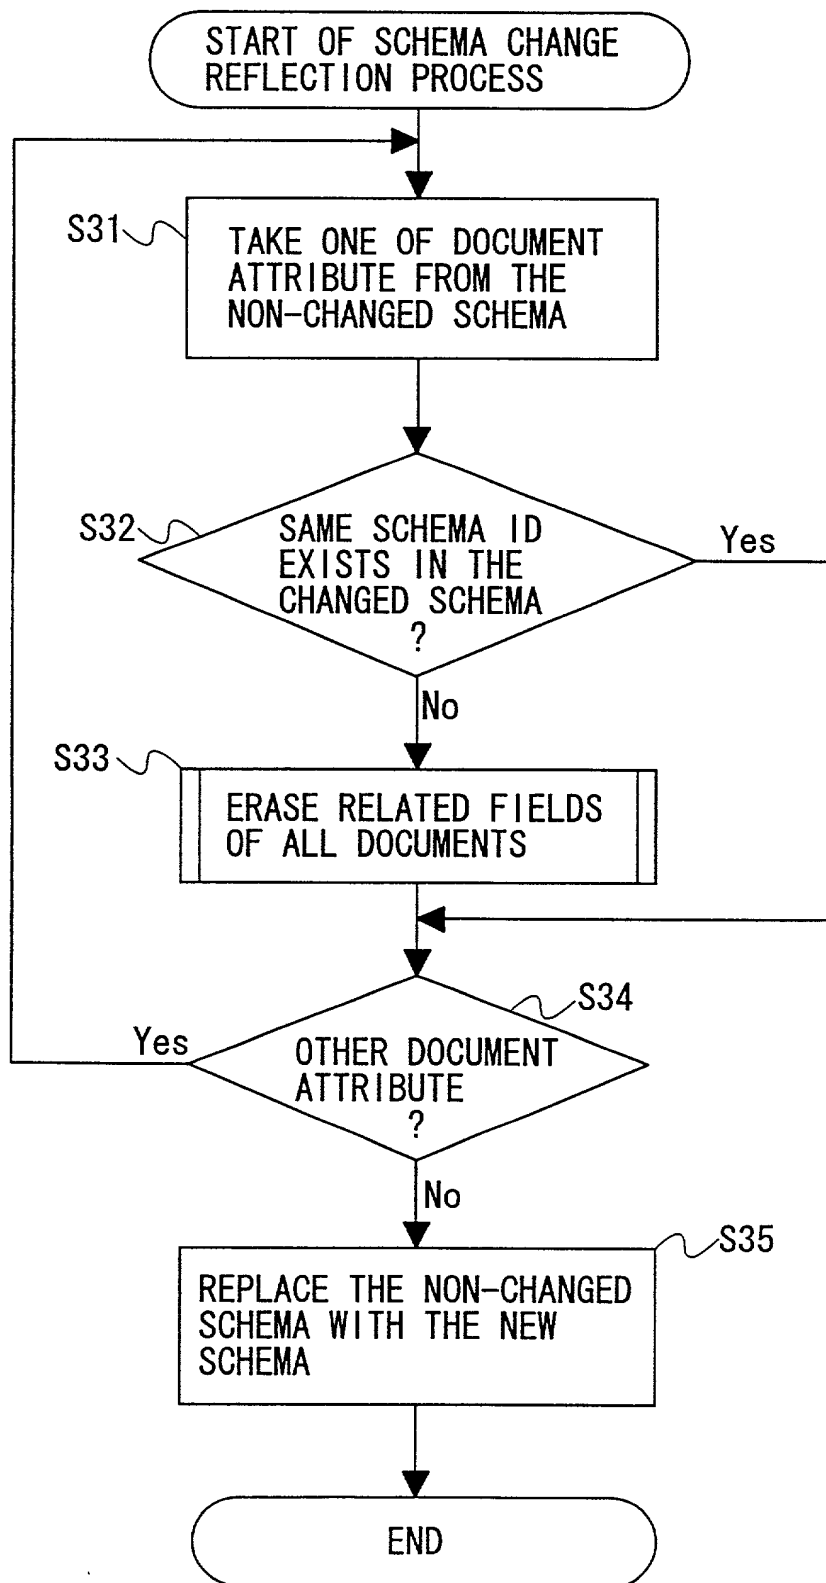 START OF SCHEMA CHANGE
REFLECTION PROCESS
S31
TAKE ONE OF DOCUMENT
ATTRIBUTE FROM THE
NON-CHANGED SCHEMA
S32
SAME SCHEMA ID
EXISTS IN THE
CHANGED SCHEMA
?
Yes
No
S33
ERASE RELATED FIELDS
OF ALL DOCUMENTS
S34
Yes
OTHER DOCUMENT
ATTRIBUTE
?
No
S35
REPLACE THE NON-CHANGED
SCHEMA WITH THE NEW
SCHEMA
END